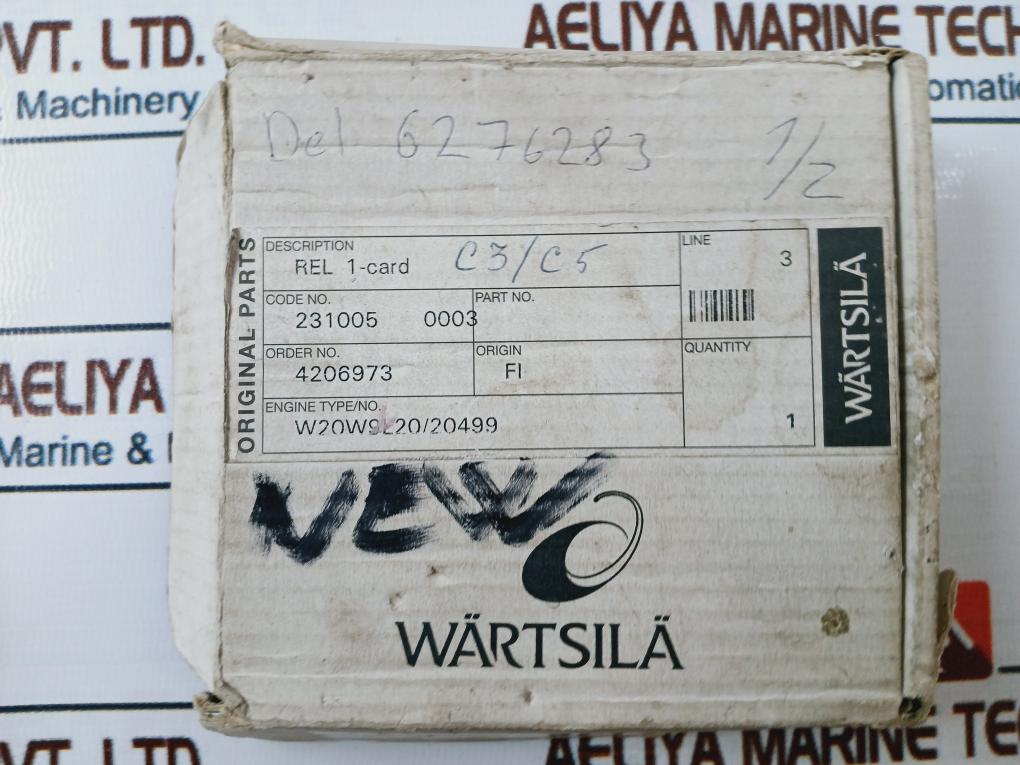 PVT. LTD.
AELIYA MARINE TECH
& Machinery
omatic
Del 6276283 1/2
ORIGINAL PARTS
DESCRIPTION
REL 1-card C3/C5
LINE
3
CODE NO.
231005 0003
PART NO.
ORDER NO.
4206973
ORIGIN
FI
QUANTITY
1
ENGINE TYPE/NO.
W20W9L20/20499
WÄRTSILÄ
NEW
WÄRTSILÄ
AELIYA
Marine &
PVT. LTD.
AELIYA MARINE TEC